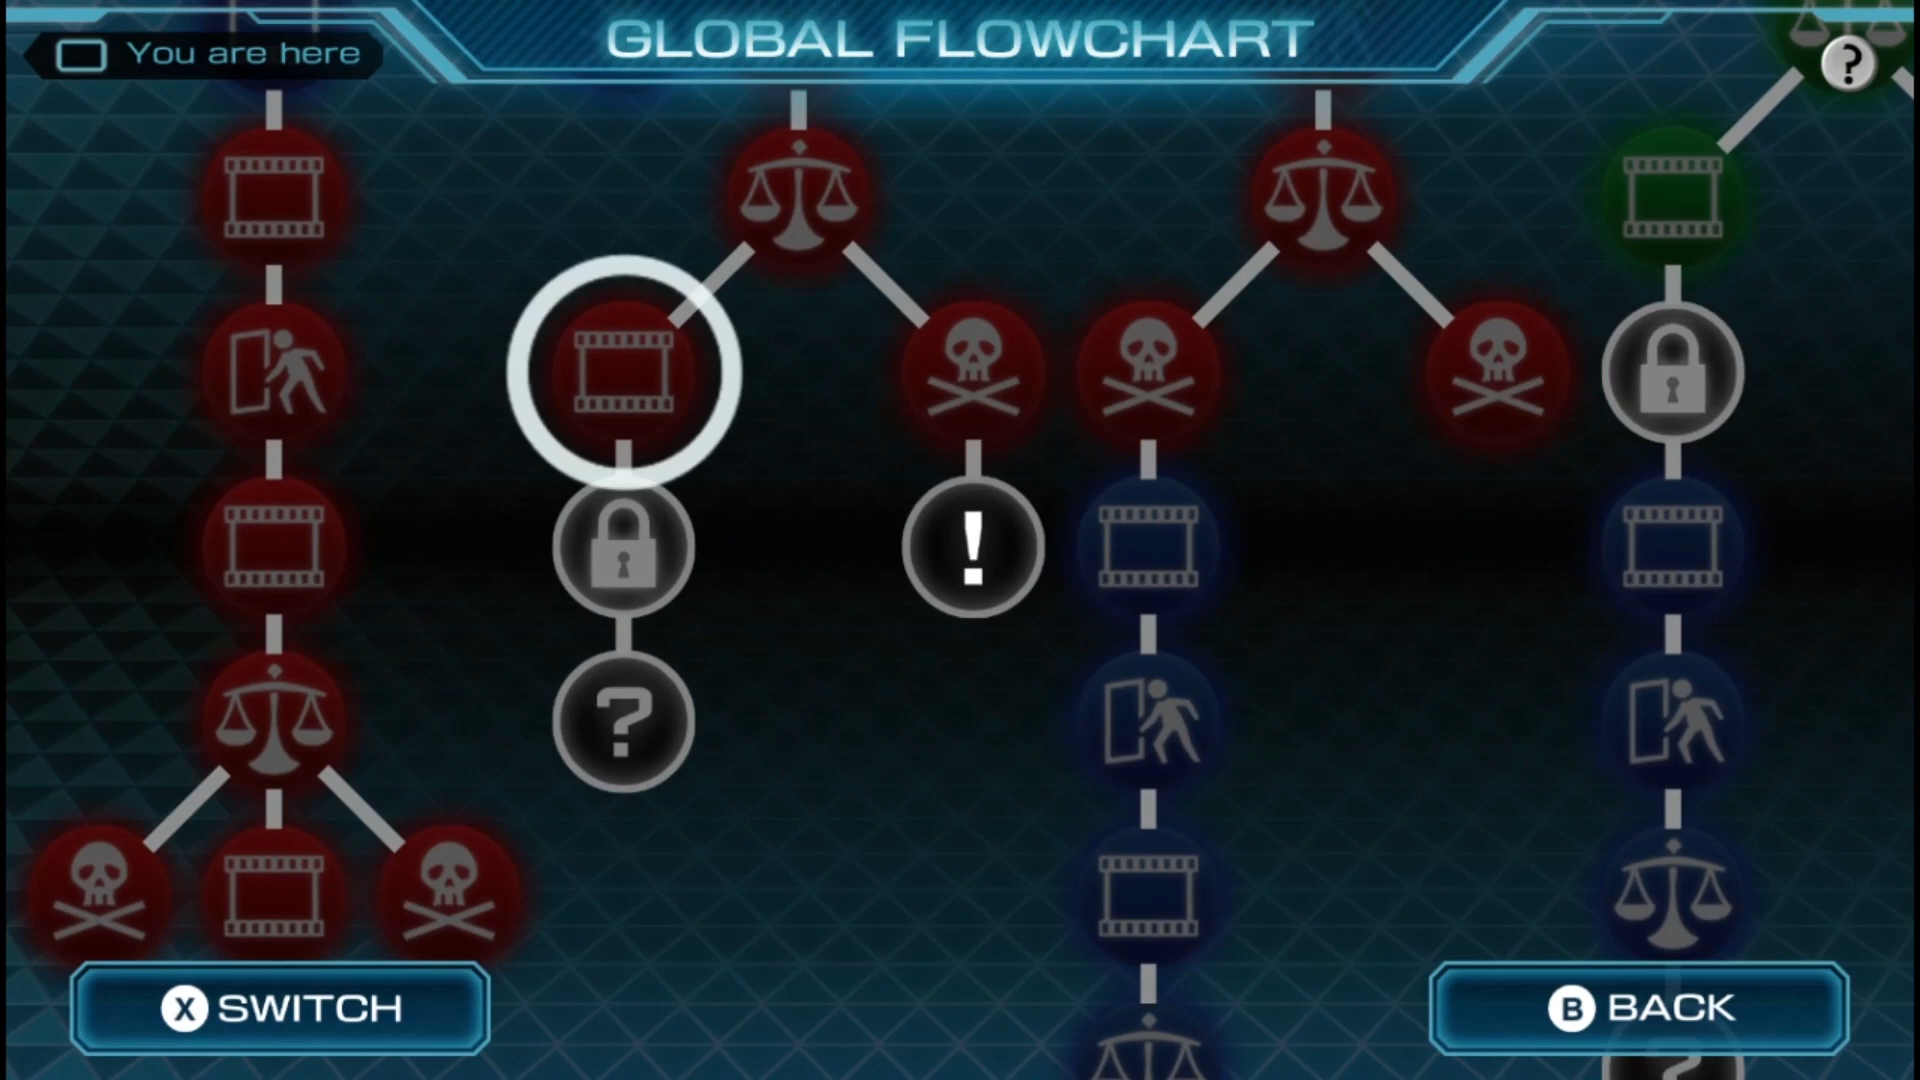 GLOBAL FLOWCHART
You are here
?
!
?
X SWITCH
B BACK
?